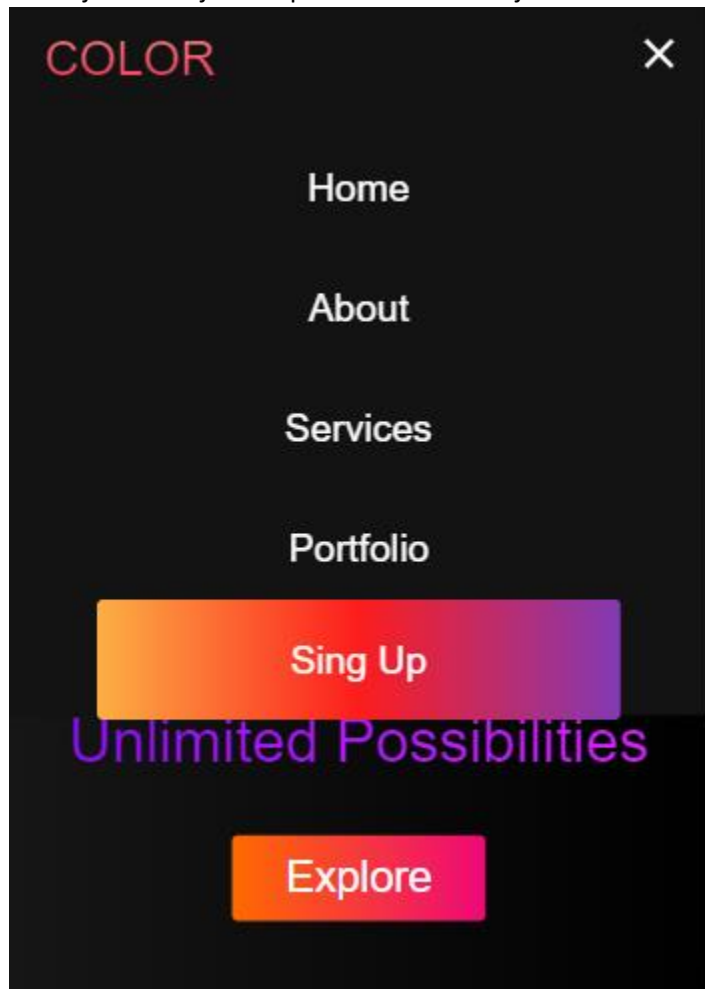 COLOR
Home
About
Services
Portfolio
Sing Up
Unlimited Possibilities
Explore